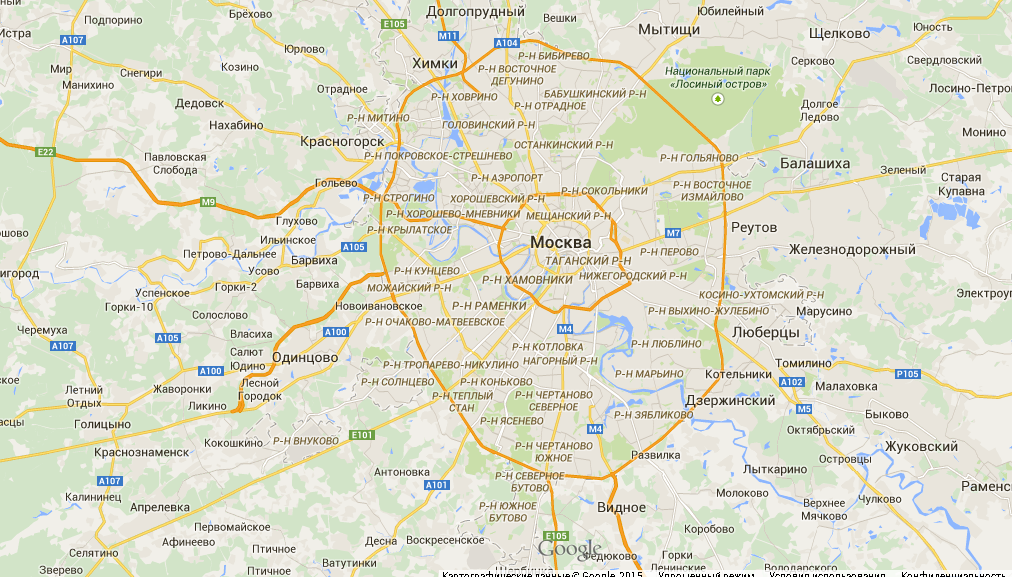 Подпорино
Брёхово
E105
Долгопрудный
Вешки
Юбилейный
Истра
A107
M11
A104
Мытищи
Щелково
Юность
Юрлово
Химки
Р-Н БИБИРЕВО
Мир
Снегири
Козино
Р-Н ВОСТОЧНОЕ
ДЕГУНИНО
Национальный парк
«Лосиный остров»
Серково
Свердловский
Манихино
Отрадное
Р-Н ХОВРИНО
БАБУШКИНСКИЙ Р-Н
Дедовск
Р-Н ОТРАДНОЕ
Лосино-Петро
Нахабино
Р-Н МИТИНО
ГОЛОВИНСКИЙ Р-Н
Долгое
Ледово
Монино
Красногорск
ОСТАНКИНСКИЙ Р-Н
E22
Павловская
Слобода
Р-Н ПОКРОВСКОЕ-СТРЕШНЕВО
Р-Н ГОЛЬЯНОВО
Балашиха
Зеленый
Старая
Купавна
Гольево
Р-Н АЭРОПОРТ
Р-Н СОКОЛЬНИКИ
Р-Н ВОСТОЧНОЕ
ИЗМАЙЛОВО
M9
Р-Н СТРОГИНО
ХОРОШЕВСКИЙ Р-Н
Глухово
Р-Н ХОРОШЕВО-МНЕВНИКИ
МЕЩАНСКИЙ Р-Н
Р-Н КРЫЛАТСКОЕ
M7
Реутов
Ильинское
A105
Москва
Железнодорожный
Петрово-Дальнее
Барвиха
ТАГАНСКИЙ Р-Н
Р-Н ПЕРОВО
Усово
Р-Н КУНЦЕВО
Р-Н ХАМОВНИКИ
НИЖЕГОРОДСКИЙ Р-Н
Горки-2
Барвиха
МОЖАЙСКИЙ Р-Н
Успенское
Горки-10
Новоивановское
Р-Н РАМЕНКИ
КОСИНО-УХТОМСКИЙ Р-Н
Электроуг
Солослово
Р-Н ОЧАКОВО-МАТВЕЕВСКОЕ
Р-Н ВЫХИНО-ЖУЛЕБИНО
Марусино
Черемуха
A105
Власиха
A100
M4
Люберцы
A107
Салют
Юдино
Одинцово
Р-Н КОТЛОВКА
Р-Н ЛЮБЛИНО
A100
Р-Н ТРОПАРЕВО-НИКУЛИНО
НАГОРНЫЙ Р-Н
Томилино
Летний
Отдых
Жаворонки
Лесной
Городок
Р-Н СОЛНЦЕВО
Р-Н КОНЬКОВО
Р-Н МАРЬИНО
Котельники
A102
P105
Малаховка
Ликино
Р-Н ТЕПЛЫЙ
СТАН
Р-Н ЧЕРТАНОВО
СЕВЕРНОЕ
Дзержинский
M5
Быково
Голицыно
Р-Н ЯСЕНЕВО
Р-Н ЗЯБЛИКОВО
Кокошкино
Р-Н ВНУКОВО
E101
M4
Октябрьский
Жуковский
Краснознаменск
Р-Н ЧЕРТАНОВО
ЮЖНОЕ
Развилка
Островцы
A107
Антоновка
A101
Р-Н СЕВЕРНОЕ
БУТОВО
Лыткарино
Калининец
Молоково
Верхнее
Мячково
Чулково
Раменс
Апрелевка
Р-Н ЮЖНОЕ
БУТОВО
Видное
Первомайское
Коробово
Афинеево
Птичное
Десна
Воскресенское
E105
Google
Селятино
Ватутинки
Горки
Зверево
Птичное
Ленинские
Володарского
Картографические данные © Google, 2015
Упрощенный режим
Условия использования
Конфиденциальность